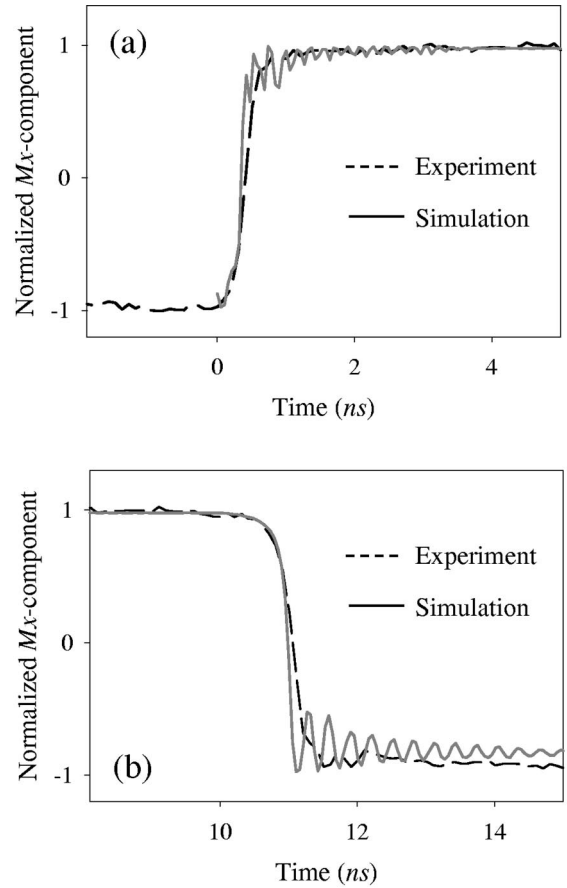 (a)
Normalized Mx-component
1
0
-1
Experiment
Simulation
0 2 4
Time (ns)
Normalized Mx-component
1
0
-1
Experiment
Simulation
(b)
10 12 14
Time (ns)